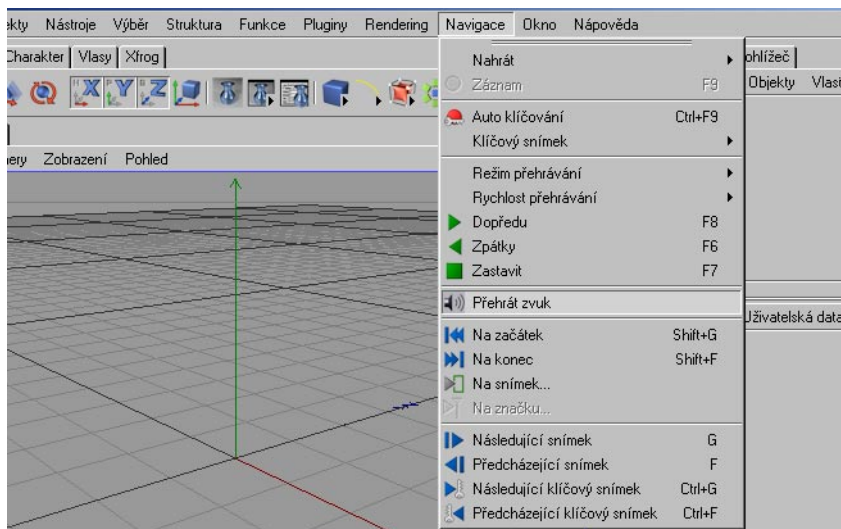 ekty Nástroje Výběr Struktura Funkce Pluginy Rendering Navigace Okno Nápověda
Charakter Vlasy Xfrog
ohlížeč
Objekty Vlast
X Y Z
nery Zobrazení Pohled
Nahrát
Záznam F9
Auto klíčování Ctrl+F9
Klíčový snímek
Režim přehrávání
Rychlost přehrávání
Dopředu F8
Zpátky F6
Zastavit F7
Přehrát zvuk
Uživatelská data
Na začátek Shift+G
Na konec Shift+F
Na snímek...
Na značku...
Následující snímek G
Předcházející snímek F
Následující klíčový snímek Ctrl+G
Předcházející klíčový snímek Ctrl+F